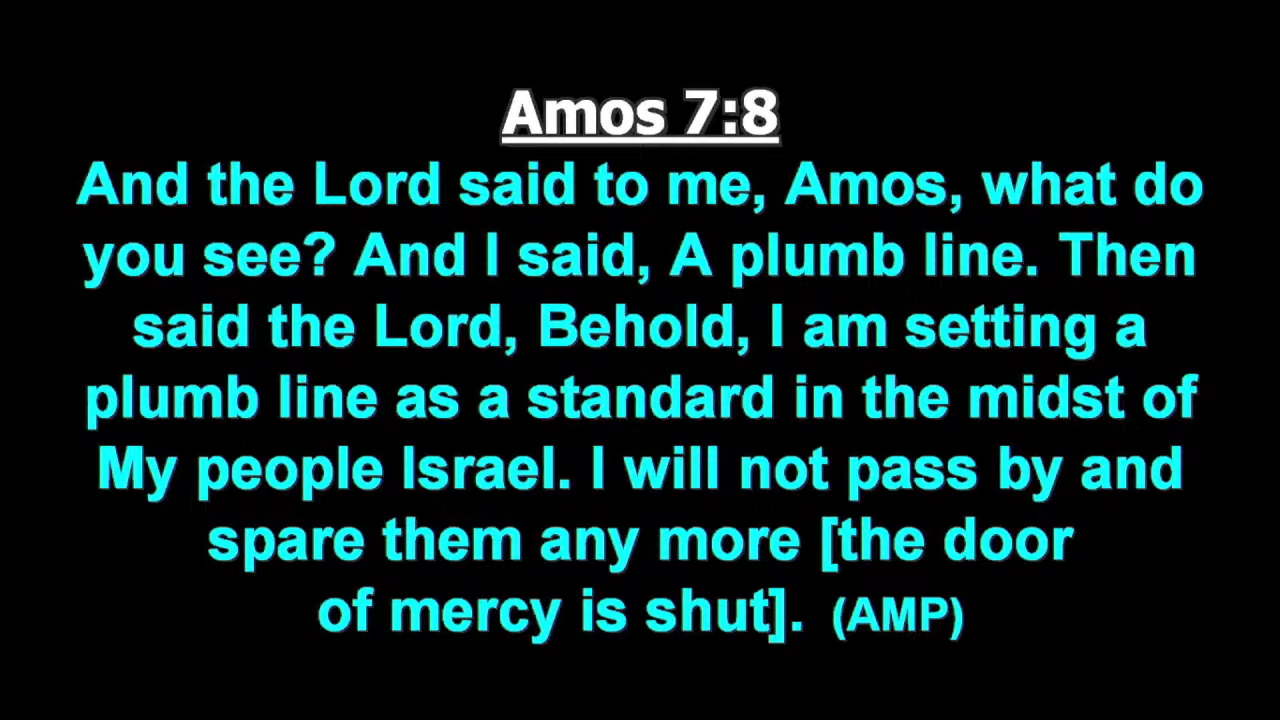 Amos 7:8
And the Lord said to me, Amos, what do
you see? And I said, A plumb line. Then
said the Lord, Behold, I am setting a
plumb line as a standard in the midst of
My people Israel. I will not pass by and
spare them any more [the door
of mercy is shut]. (AMP)